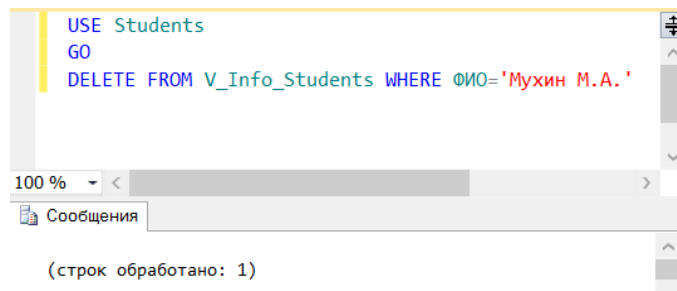 USE Students
GO
DELETE FROM V_Info_Students WHERE ФИО='Мухин М.А.'
100 %
Сообщения
(строк обработано: 1)